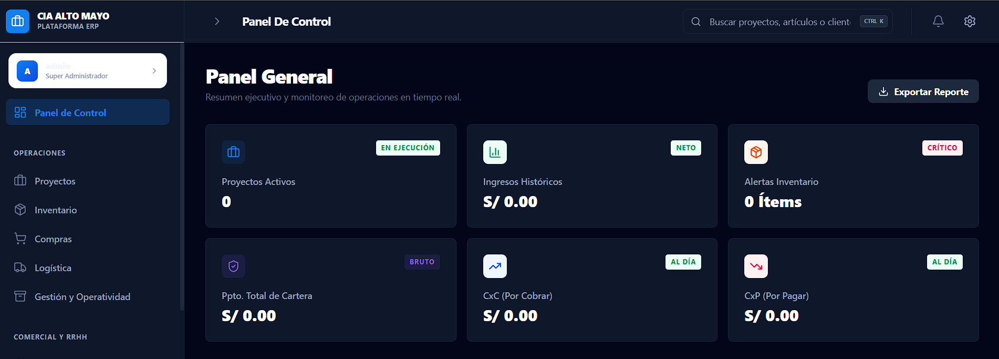 CIA ALTO MAYO
PLATAFORMA ERP
Panel De Control
Buscar proyectos, artículos o client
CTRL K
A
admin
Super Administrador
Panel de Control
OPERACIONES
Proyectos
Inventario
Compras
Logística
Gestión y Operatividad
COMERCIAL Y RRHH
Panel General
Resumen ejecutivo y monitoreo de operaciones en tiempo real.
Exportar Reporte
EN EJECUCIÓN
Proyectos Activos
0
NETO
Ingresos Históricos
S/ 0.00
CRÍTICO
Alertas Inventario
0 Ítems
BRUTO
Ppto. Total de Cartera
S/ 0.00
AL DÍA
CxC (Por Cobrar)
S/ 0.00
AL DÍA
CxP (Por Pagar)
S/ 0.00